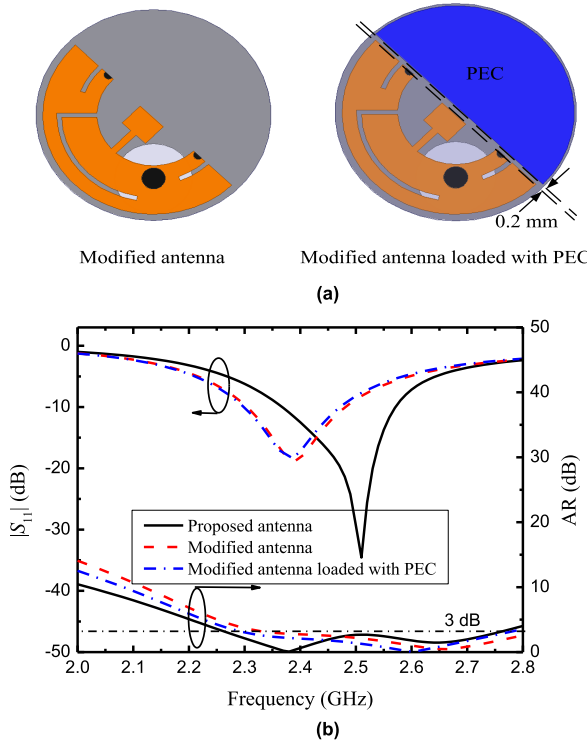 PEC
0.2 mm
Modified antenna
Modified antenna loaded with PEC
(a)
0
-10
-20
-30
-40
-50
|S11| (dB)
50
40
30
20
10
0
AR (dB)
Proposed antenna
Modified antenna
Modified antenna loaded with PEC
3 dB
2.0 2.1 2.2 2.3 2.4 2.5 2.6 2.7 2.8
Frequency (GHz)
(b)